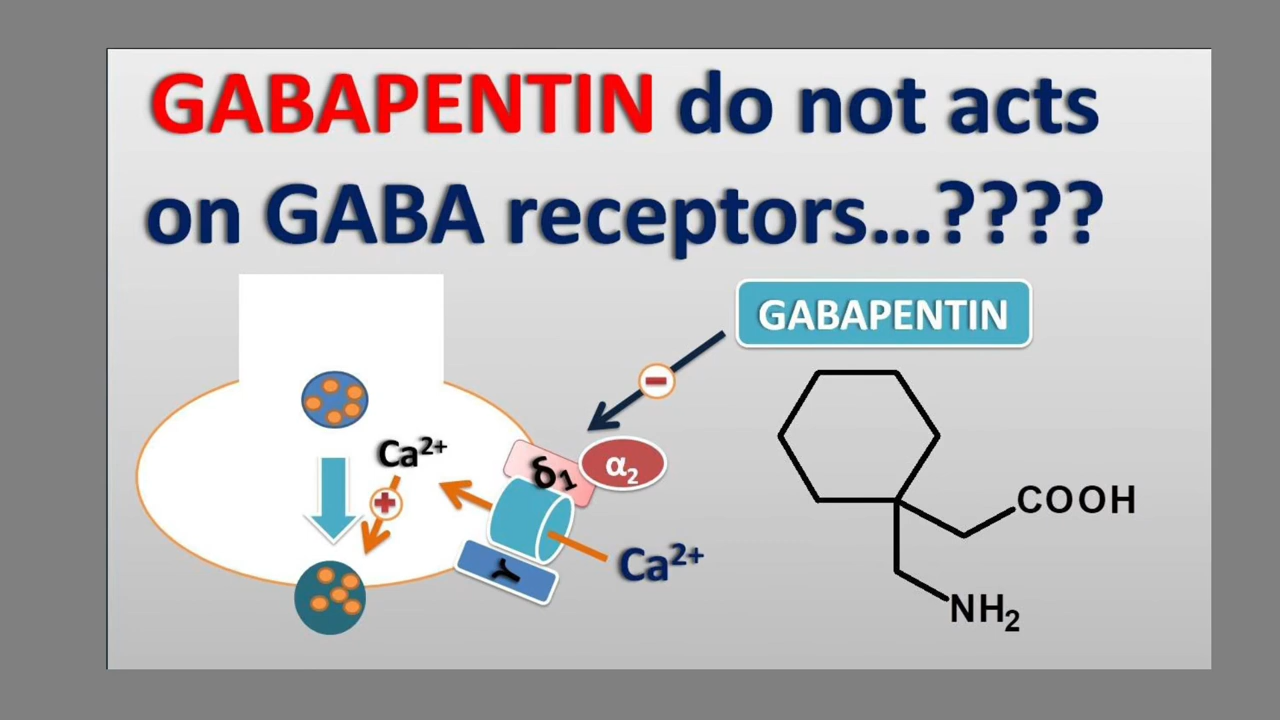 GABAPENTIN do not acts
on GABA receptors...????
GABAPENTIN
Ca²⁺
+
−
δ₁
α₂
γ
Ca²⁺
COOH
NH₂